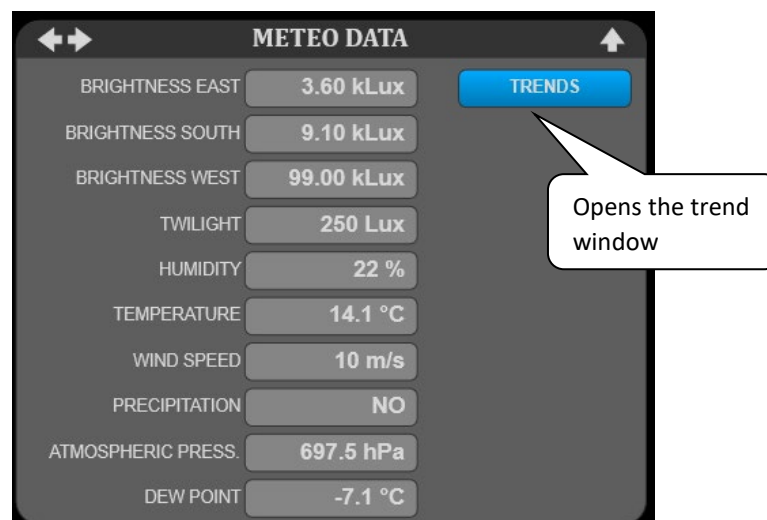 METEO DATA
BRIGHTNESS EAST 3.60 kLux TRENDS
BRIGHTNESS SOUTH 9.10 kLux
BRIGHTNESS WEST 99.00 kLux
TWILIGHT 250 Lux
HUMIDITY 22 %
TEMPERATURE 14.1 °C
WIND SPEED 10 m/s
PRECIPITATION NO
ATMOSPHERIC PRESS. 697.5 hPa
DEW POINT -7.1 °C
Opens the trend
window